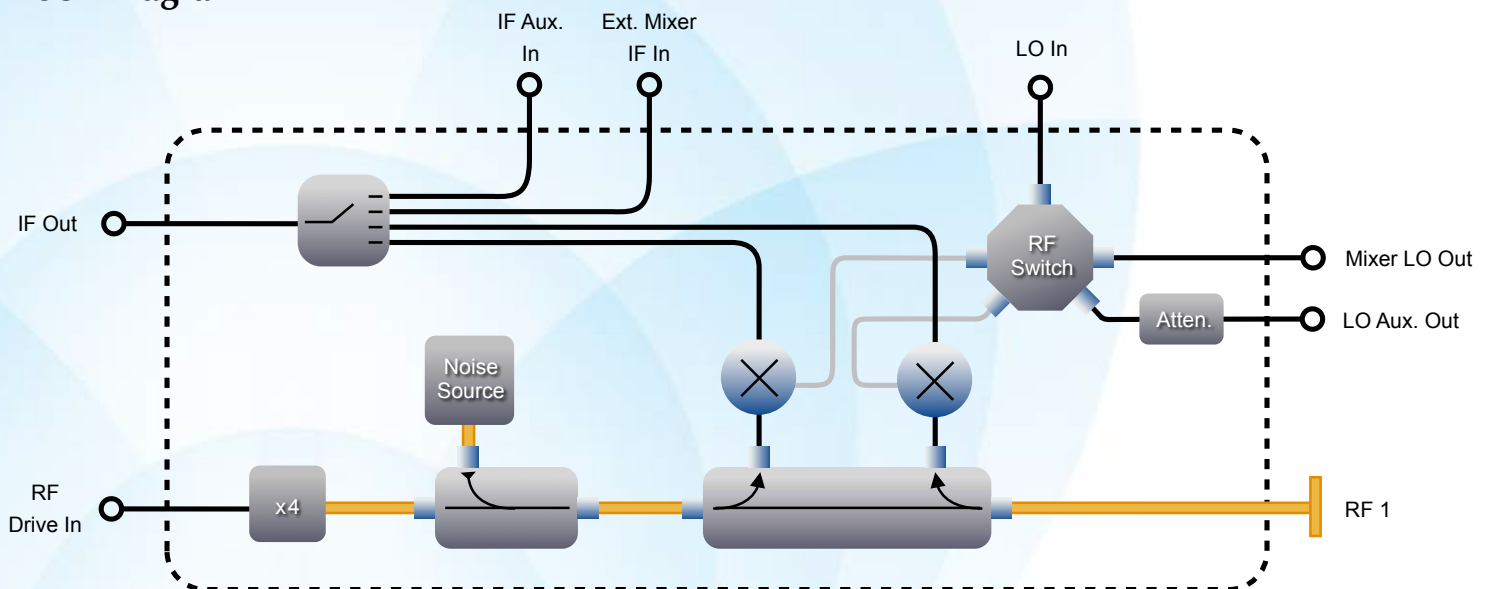 IF Aux.
In
Ext. Mixer
IF In
LO In
IF Out
RF
Switch
Mixer LO Out
Atten.
LO Aux. Out
Noise
Source
RF
Drive In
x4
RF 1